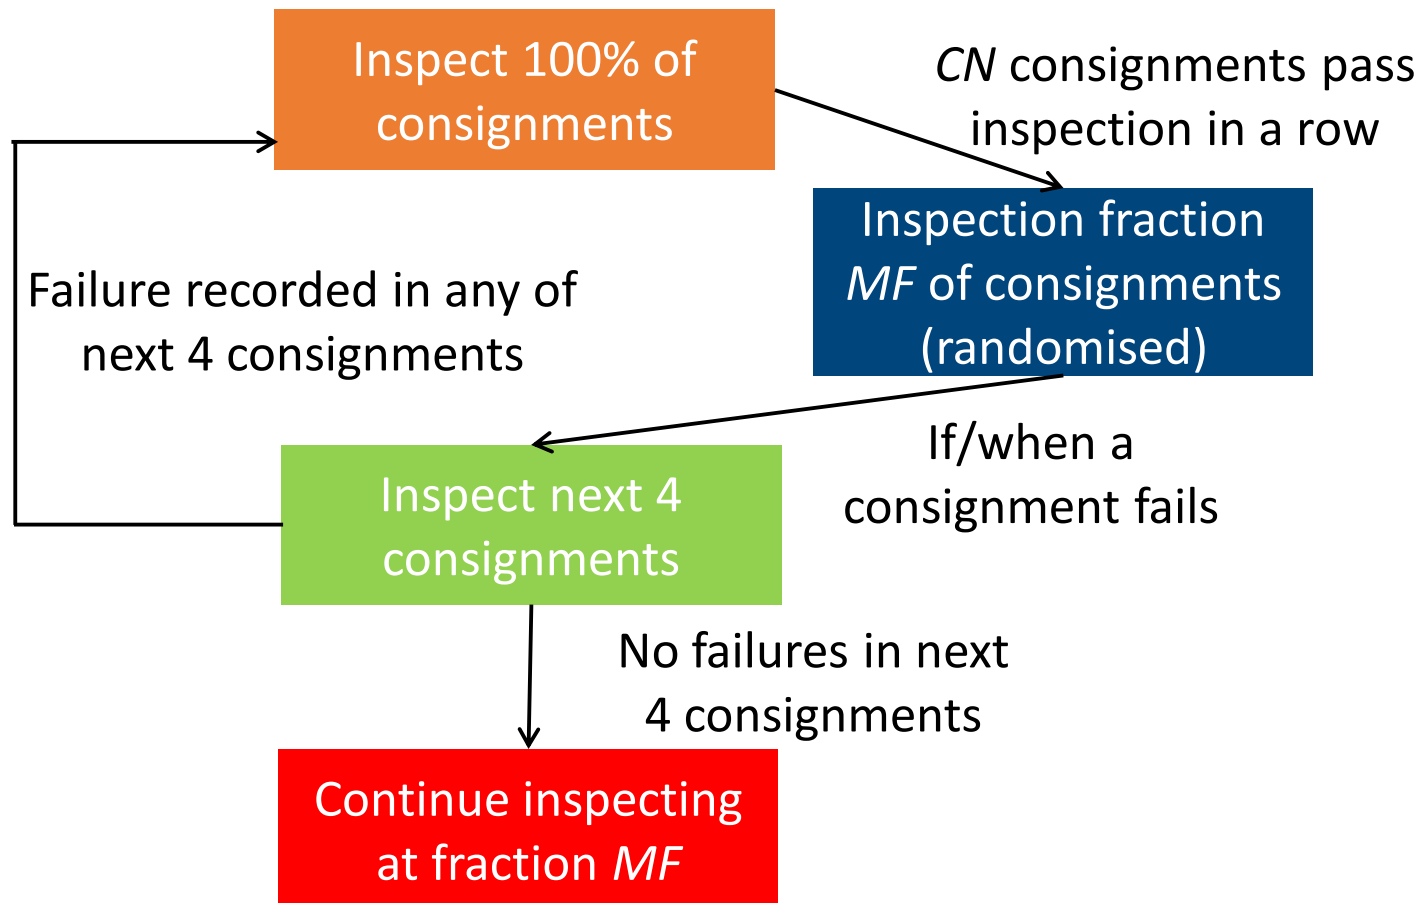 Inspect 100% of
consignments
CN consignments pass
inspection in a row
Inspection fraction
MF of consignments
(randomised)
Failure recorded in any of
next 4 consignments
If/when a
consignment fails
Inspect next 4
consignments
No failures in next
4 consignments
Continue inspecting
at fraction MF